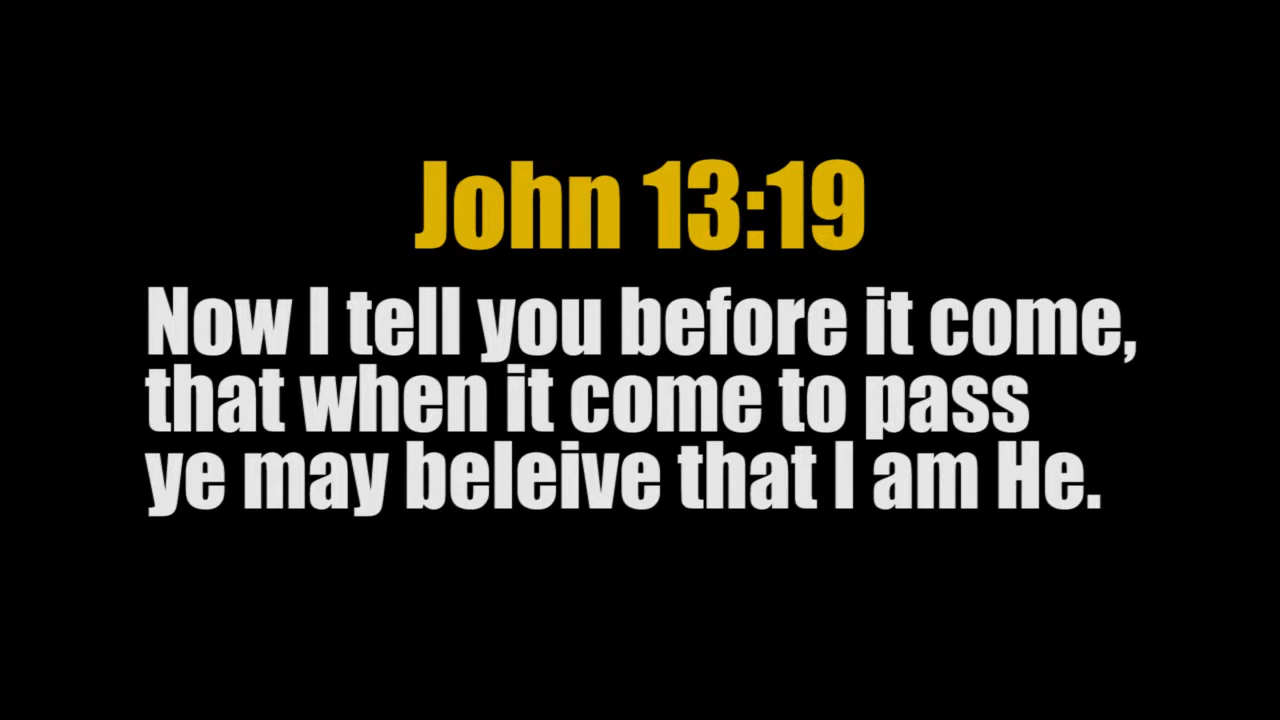 John 13:19
Now I tell you before it come,
that when it come to pass
ye may beleive that I am He.